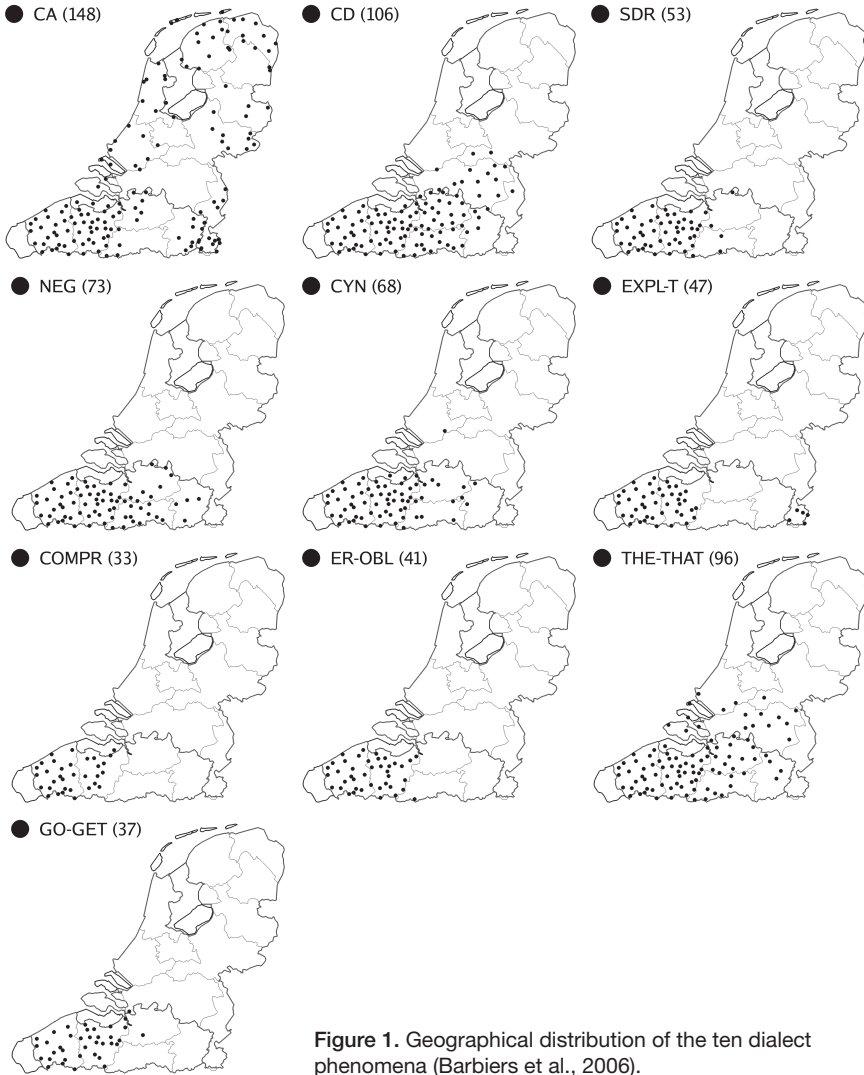 CA (148)
CD (106)
SDR (53)
NEG (73)
CYN (68)
EXPL-T (47)
COMPR (33)
ER-OBL (41)
THE-THAT (96)
GO-GET (37)
Figure 1. Geographical distribution of the ten dialect
phenomena (Barbiers et al., 2006).